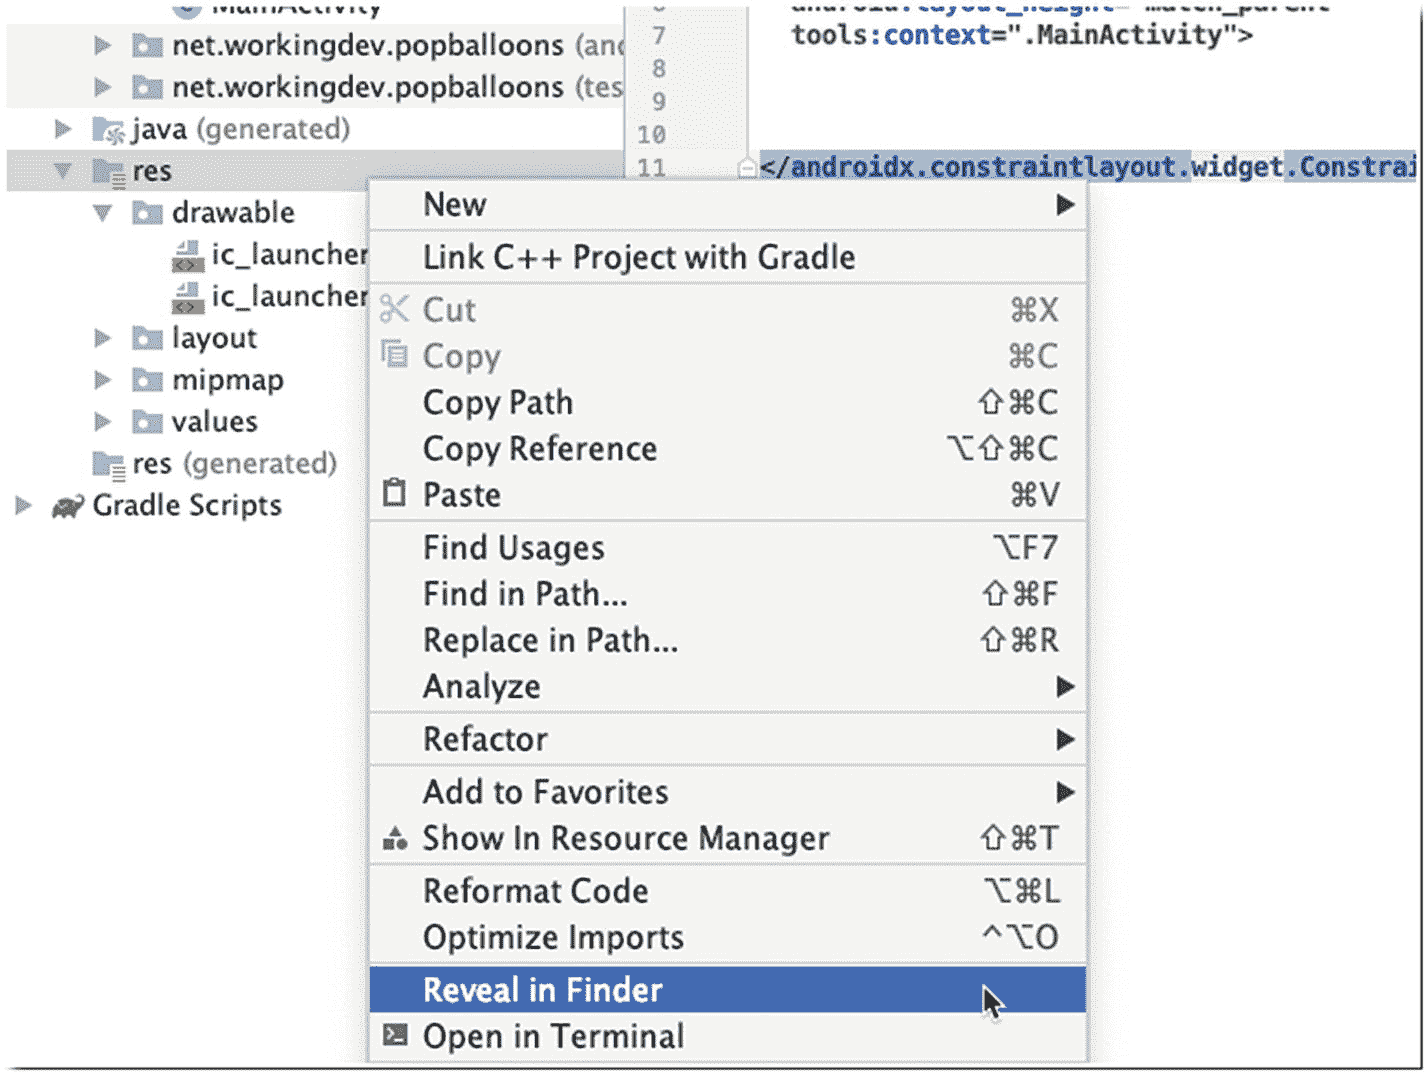 MainActivity
net.workingdev.popballoons (and
net.workingdev.popballoons (tes
java (generated)
res
drawable
ic_launcher
ic_launcher
layout
mipmap
values
res (generated)
Gradle Scripts
6 android:layout_height="match_parent"
7 tools:context=".MainActivity">
8
9
10
11 </androidx.constraintlayout.widget.Constrai
New
Link C++ Project with Gradle
Cut ⌘X
Copy ⌘C
Copy Path ⇧⌘C
Copy Reference ⌥⇧⌘C
Paste ⌘V
Find Usages ⌥F7
Find in Path... ⇧⌘F
Replace in Path... ⇧⌘R
Analyze
Refactor
Add to Favorites
Show In Resource Manager ⇧⌘T
Reformat Code ⌥⌘L
Optimize Imports ^⌥O
Reveal in Finder
Open in Terminal